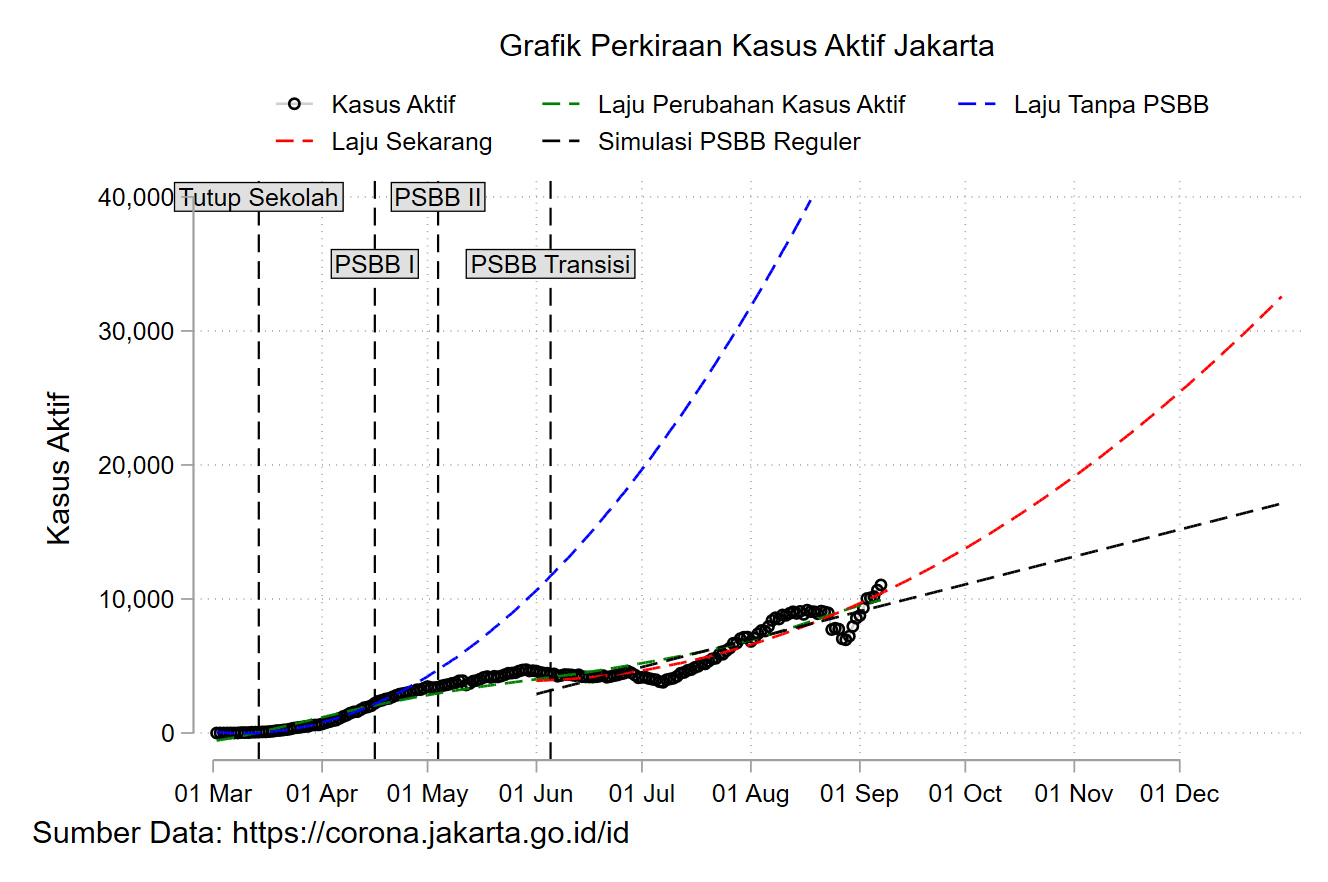 Grafik Perkiraan Kasus Aktif Jakarta
Kasus Aktif
Laju Perubahan Kasus Aktif
Laju Tanpa PSBB
Laju Sekarang
Simulasi PSBB Reguler
40,000
Tutup Sekolah
PSBB II
PSBB I
PSBB Transisi
30,000
20,000
10,000
0
Kasus Aktif
01 Mar 01 Apr 01 May 01 Jun 01 Jul 01 Aug 01 Sep 01 Oct 01 Nov 01 Dec
Sumber Data: https://corona.jakarta.go.id/id